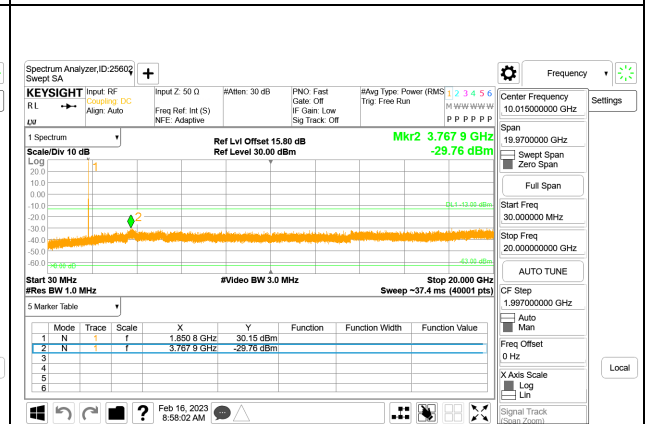 Spectrum Analyzer,ID:25602
Swept SA
+
Frequency
KEYSIGHT
Input: RF
Input Z: 50 Ω
#Atten: 30 dB
PNO: Fast
#Avg Type: Power (RMS
1 2 3 4 5 6
RL
Coupling: DC
Gate: Off
Trig: Free Run
Align: Auto
Freq Ref: Int (S)
IF Gain: Low
M W W W W W
NFE: Adaptive
Sig Track: Off
P P P P P P
Center Frequency
10.015000000 GHz
Settings
1 Spectrum
Ref Lvl Offset 15.80 dB
Mkr2 3.767 9 GHz
Scale/Div 10 dB
Ref Level 30.00 dBm
-29.76 dBm
Span
19.9970000 GHz
Swept Span
Zero Span
Full Span
Start Freq
30.000000 MHz
Stop Freq
20.000000000 GHz
AUTO TUNE
CF Step
1.997000000 GHz
Auto
Man
Freq Offset
0 Hz
X Axis Scale
Log
Lin
Local
Signal Track
(Span Zoom)
Log
20.0
10.0
0.00
-10.0
-20.0
-30.0
-40.0
-50.0
-60.0
1
2
DL1 -13.00 dBm
Start 30 MHz
#Video BW 3.0 MHz
Stop 20.000 GHz
#Res BW 1.0 MHz
Sweep ~37.4 ms (40001 pts)
5 Marker Table
Mode Trace Scale X Y Function Function Width Function Value
1 N 1 f 1.850 8 GHz 30.15 dBm
2 N 1 f 3.767 9 GHz -29.76 dBm
3
4
5
6
?
Feb 16, 2023
8:58:02 AM